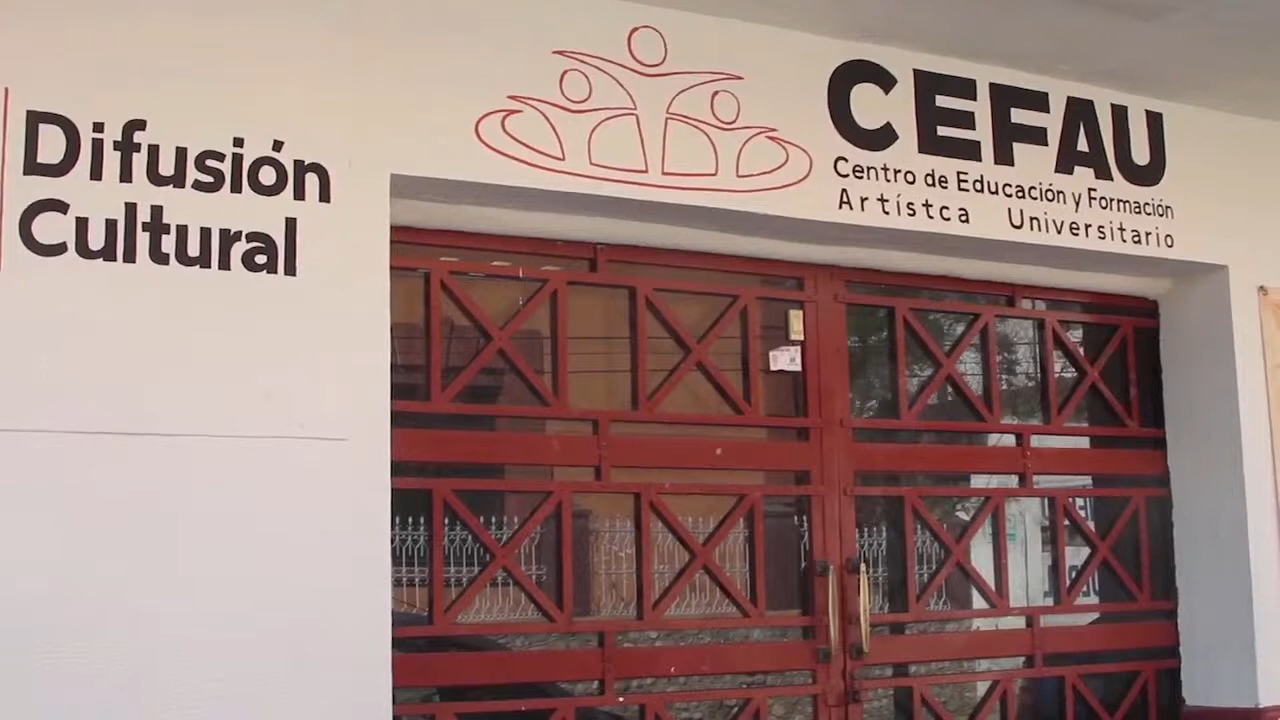 Difusión
Cultural
CEFAU
Centro de Educación y Formación
Artístca Universitario